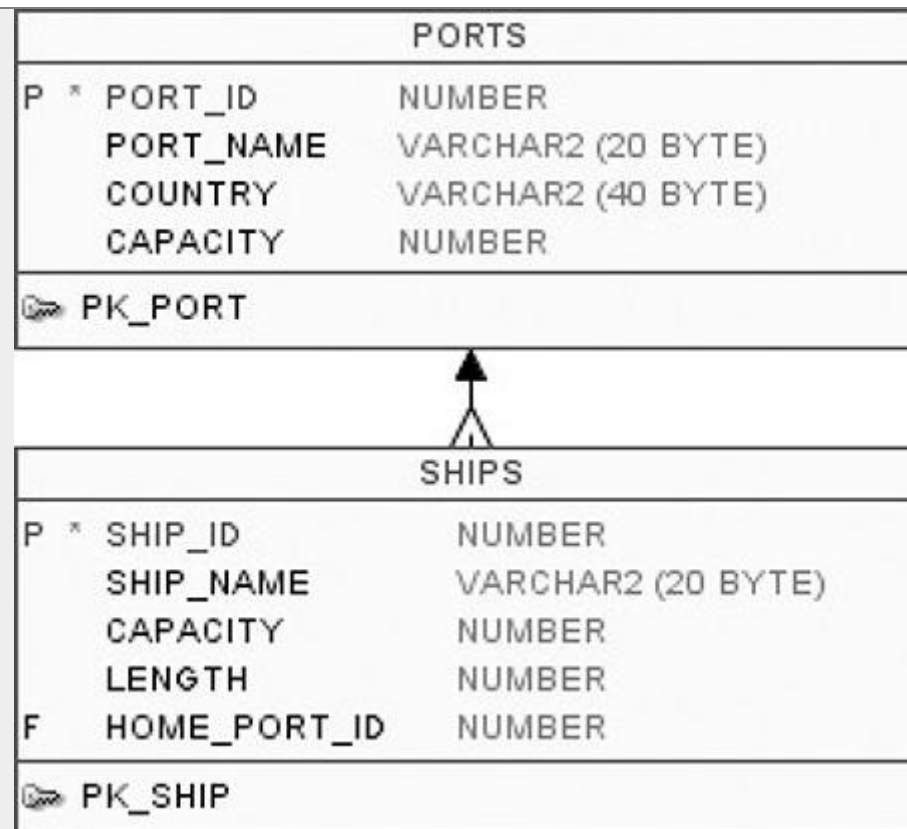 PORTS
P * PORT_ID NUMBER
PORT_NAME VARCHAR2 (20 BYTE)
COUNTRY VARCHAR2 (40 BYTE)
CAPACITY NUMBER
PK_PORT
SHIPS
P * SHIP_ID NUMBER
SHIP_NAME VARCHAR2 (20 BYTE)
CAPACITY NUMBER
LENGTH NUMBER
F HOME_PORT_ID NUMBER
PK_SHIP